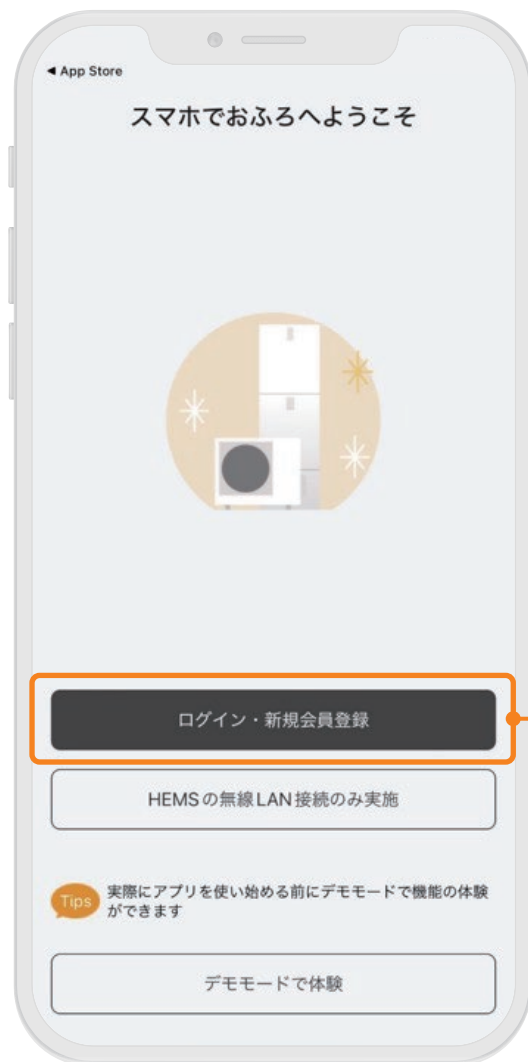 ◀ App Store
スマホでおふろへようこそ
ログイン・新規会員登録
HEMSの無線LAN接続のみ実施
Tips
実際にアプリを使い始める前にデモモードで機能の体験
ができます
デモモードで体験